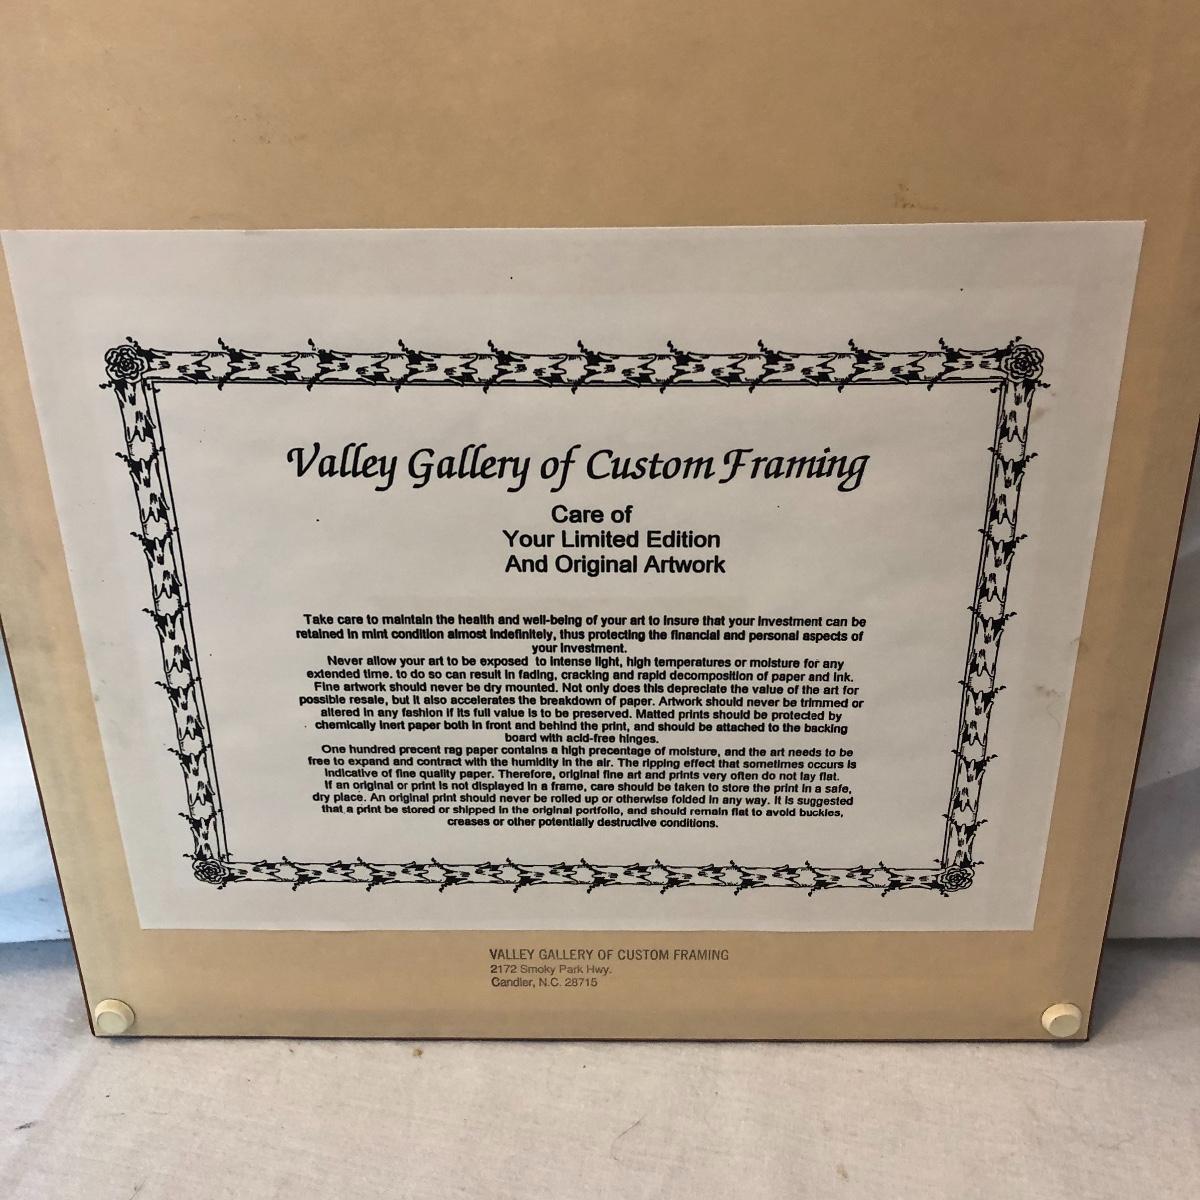 Valley Gallery of Custom Framing
Care of
Your Limited Edition
And Original Artwork
Take care to maintain the health and well-being of your art to insure that your investment can be
retained in mint condition almost indefinitely, thus protecting the financial and personal aspects of
your investment.
Never allow your art to be exposed to intense light, high temperatures or moisture for any
extended time. to do so can result in fading, cracking and rapid decomposition of paper and ink.
Fine artwork should never be dry mounted. Not only does this depreciate the value of the art for
possible resale, but it also accelerates the breakdown of paper. Artwork should never be trimmed or
altered in any fashion if its full value is to be preserved. Matted prints should be protected by
chemically inert paper both in front and behind the print, and should be attached to the backing
board with acid-free hinges.
One hundred precent rag paper contains a high precentage of moisture, and the art needs to be
free to expand and contract with the humidity in the air. The ripping effect that sometimes occurs is
indicative of fine quality paper. Therefore, original fine art and prints very often do not lay flat.
If an original or print is not displayed in a frame, care should be taken to store the print in a safe,
dry place. An original print should never be rolled up or otherwise folded in any way. It is suggested
that a print be stored or shipped in the original portfolio, and should remain flat to avoid buckles,
creases or other potentially destructive conditions.
VALLEY GALLERY OF CUSTOM FRAMING
2172 Smoky Park Hwy.
Candler, N.C. 28715